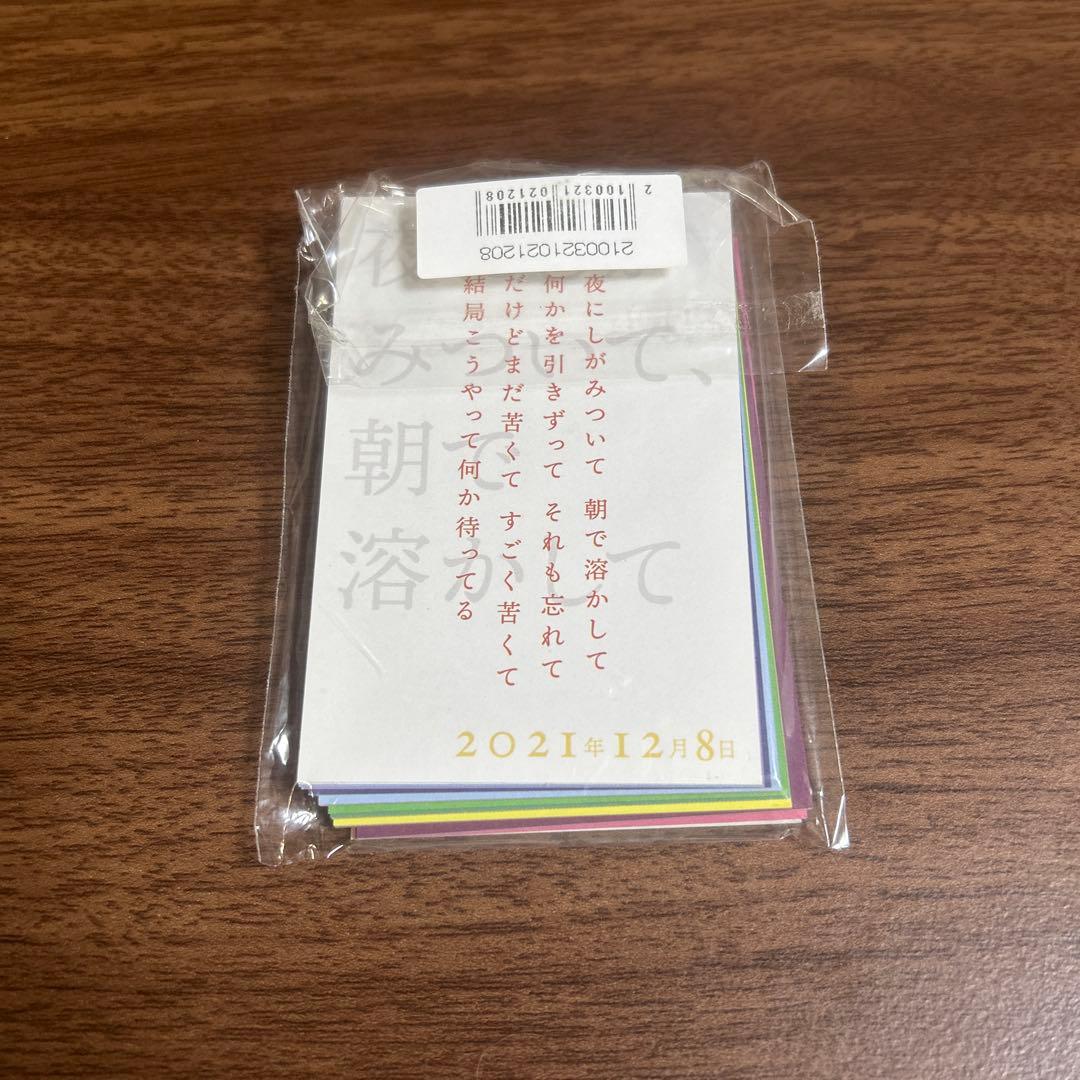 2100321021208
2 100321 021208
夜
みついて、
朝で
溶かして
夜にしがみついて 朝で溶かして
何かを引きずって それも忘れて
だけどまだ苦くて すごく苦くて
結局こうやって何か待ってる
2021年12月8日